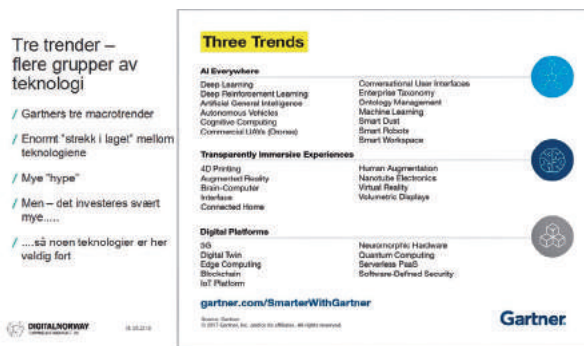 Tre trender –
flere grupper av
teknologi
/ Gartners tre macrotrender
/ Enormt "strekk i laget" mellom
teknologiene
/ Mye "hype"
/ Men – det investeres svært
mye.....
/ ....så noen teknologier er her
veldig fort
DIGITALNORWAY
Three Trends
AI Everywhere
Deep Learning
Deep Reinforcement Learning
Artificial General Intelligence
Autonomous Vehicles
Cognitive Computing
Commercial UAVs (Drones)
Conversational User Interfaces
Enterprise Taxonomy
Ontology Management
Machine Learning
Smart Dust
Smart Robots
Smart Workspace
Transparently Immersive Experiences
4D Printing
Augmented Reality
Brain-Computer
Interface
Connected Home
Human Augmentation
Nanotube Electronics
Virtual Reality
Volumetric Displays
Digital Platforms
5G
Digital Twin
Edge Computing
Blockchain
IoT Platform
Neuromorphic Hardware
Quantum Computing
Serverless PaaS
Software-Defined Security
gartner.com/SmarterWithGartner
Source: Gartner
© 2017 Gartner, Inc. and/or its affiliates. All rights reserved.
Gartner.